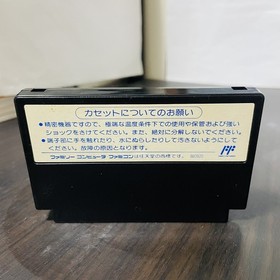 カセットについてのお願い
●精密機器ですので、極端な温度条件下での使用や保管および強い
ショックをさけてください。また、絶対に分解しないでください。
●端子部に手を触れたり、水にぬらしたりして汚さないようにして
ください。故障の原因となります。
ファミリーコンピュータ ファミコンは任天堂の商標です。
FF